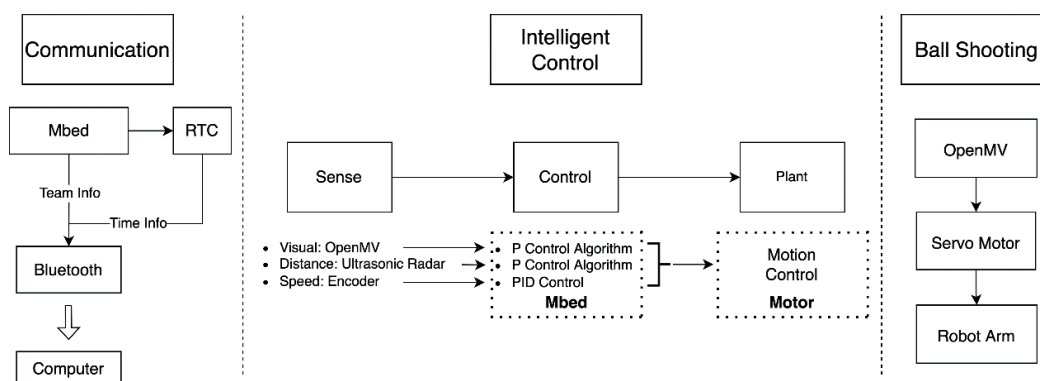 Communication
Mbed
RTC
Team Info
Time Info
Bluetooth
Computer
Intelligent
Control
Sense
Control
Plant
• Visual: OpenMV
• Distance: Ultrasonic Radar
• Speed: Encoder
• P Control Algorithm
• P Control Algorithm
• PID Control
Mbed
Motion
Control
Motor
Ball Shooting
OpenMV
Servo Motor
Robot Arm